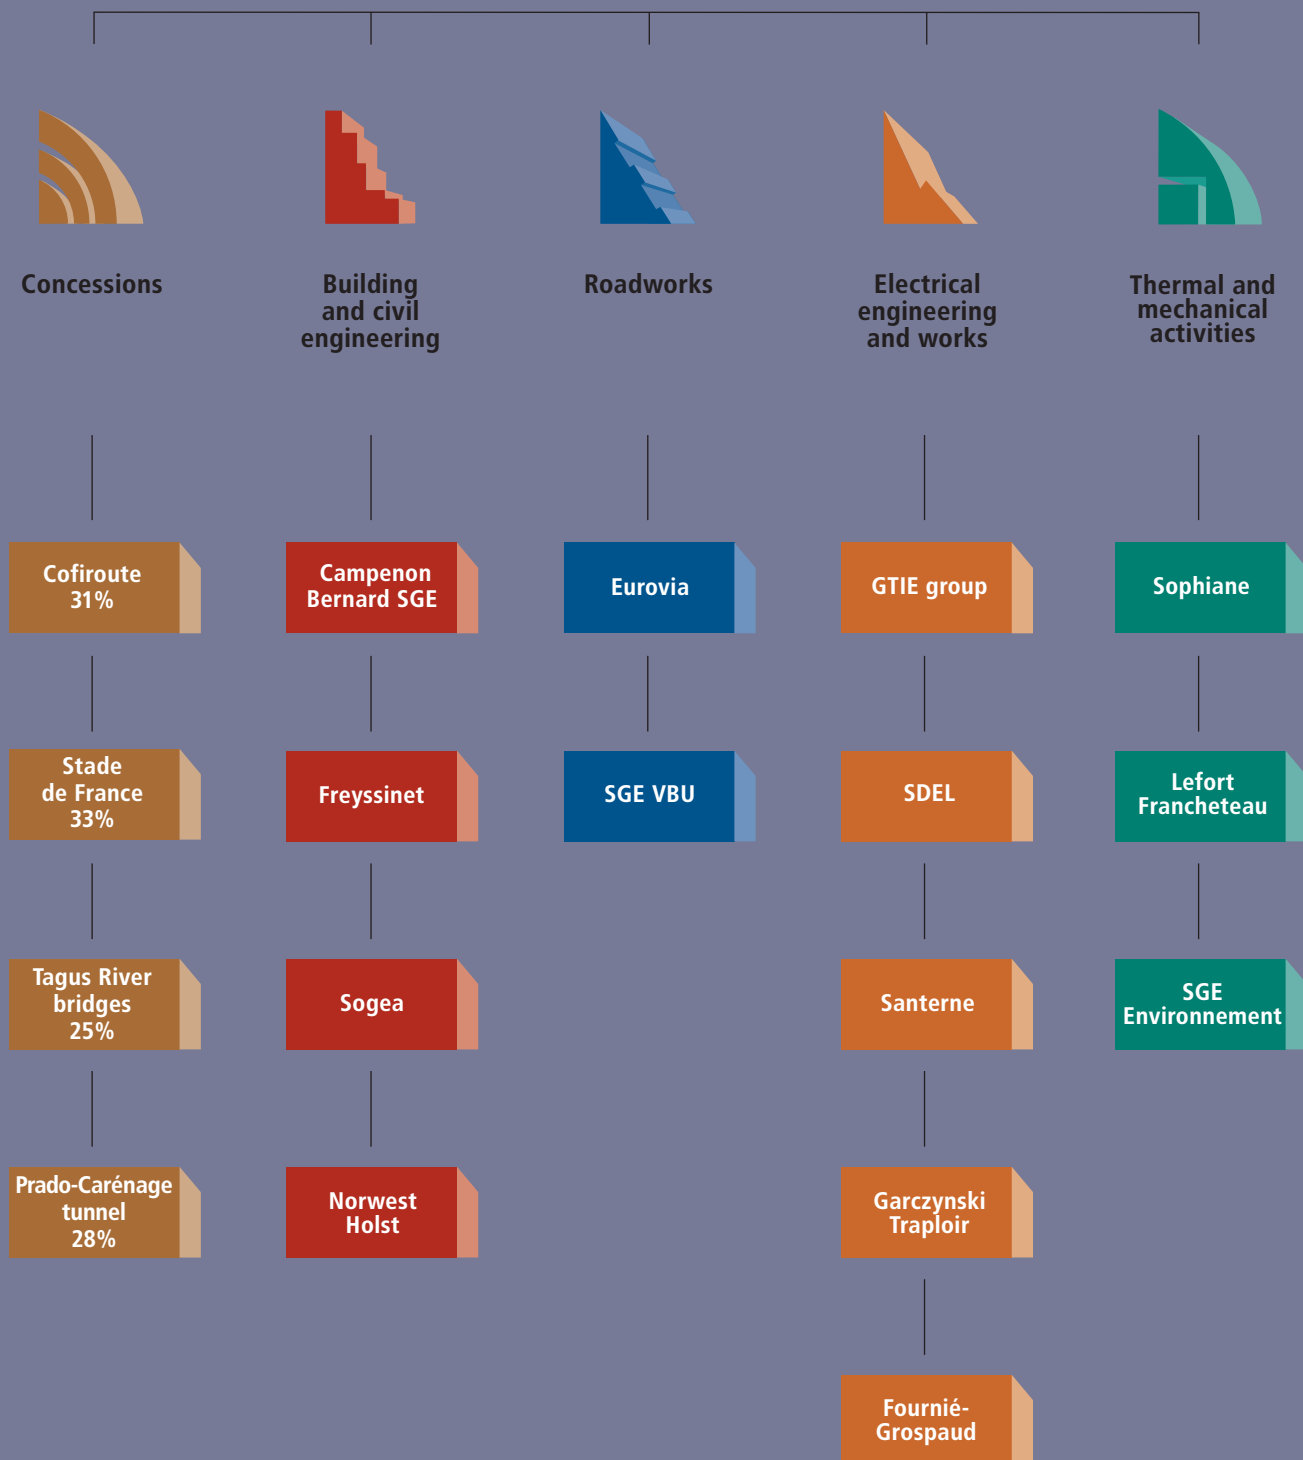 Concessions
Building
and civil
engineering
Roadworks
Electrical
engineering
and works
Thermal and
mechanical
activities
Cofiroute
31%
Stade
de France
33%
Tagus River
bridges
25%
Prado-Carénage
tunnel
28%
Campenon
Bernard SGE
Freyssinet
Sogea
Norwest
Holst
Eurovia
SGE VBU
GTIE group
SDEL
Santerne
Garczynski
Traploir
Fournié-
Grospaud
Sophiane
Lefort
Francheteau
SGE
Environnement